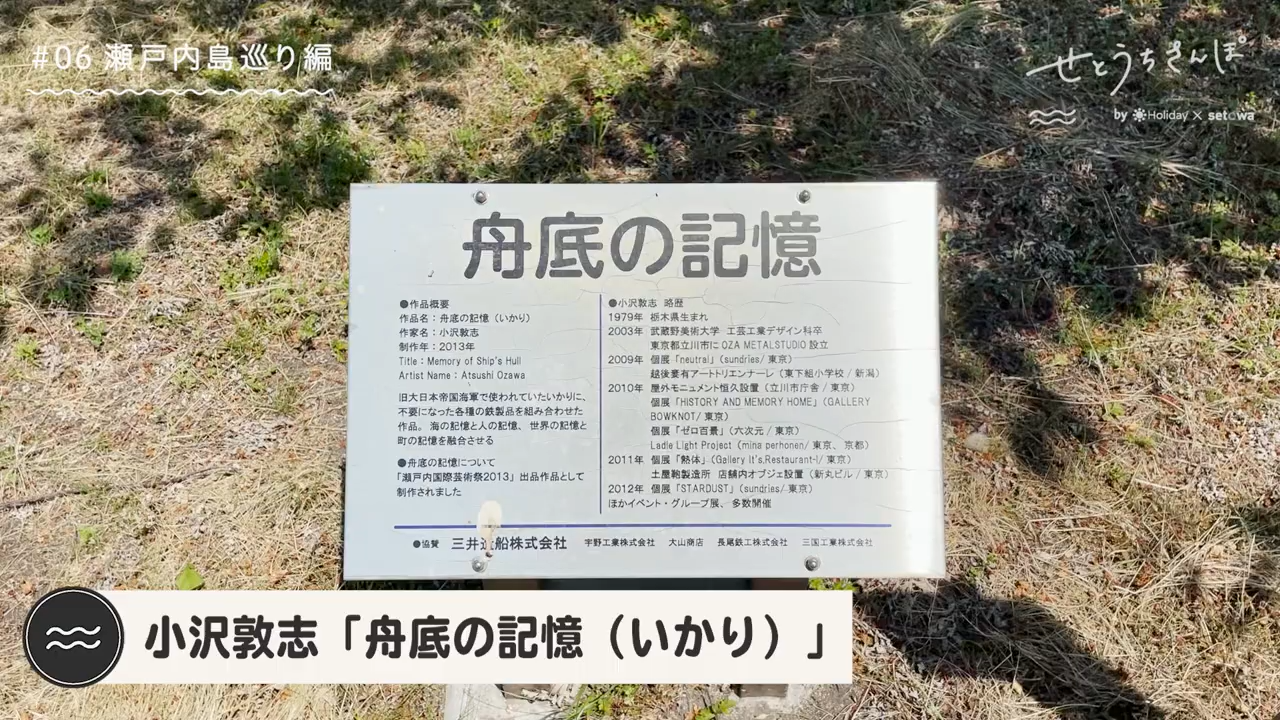 #06 瀬戸内島巡り編
せとうちさんぽ
by Holiday × setowa
舟底の記憶
●作品概要
作品名：舟底の記憶（いかり）
作家名：小沢敦志
制作年：2013年
Title：Memory of Ship's Hull
Artist Name：Atsushi Ozawa
旧大日本帝国海軍で使われていたいかりに、
不要になった各種の鉄製品を組み合わせた
作品。海の記憶と人の記憶、世界の記憶と
町の記憶を融合させる
●舟底の記憶について
「瀬戸内国際芸術祭2013」出品作品として
制作されました
●小沢敦志 略歴
1979年 栃木県生まれ
2003年 武蔵野美術大学 工芸工業デザイン科卒
東京都立川市に OZA METALSTUDIO 設立
2009年 個展「neutral」（sundries/ 東京）
越後妻有アートトリエンナーレ（東下組小学校 / 新潟）
2010年 屋外モニュメント恒久設置（立川市庁舎 / 東京）
個展「HISTORY AND MEMORY HOME」（GALLERY
BOWKNOT/ 東京）
個展「ゼロ百景」（六次元 / 東京）
Ladle Light Project（mina perhonen/ 東京、京都）
2011年 個展「熱体」（Gallery It's,Restaurant-I/ 東京）
土屋鞄製造所 店舗内オブジェ設置（新丸ビル / 東京）
2012年 個展「STARDUST」（sundries/ 東京）
ほかイベント・グループ展、多数開催
●協賛 三井造船株式会社 宇野工業株式会社 大山商店 長尾鉄工株式会社 三国工業株式会社
小沢敦志「舟底の記憶（いかり）」